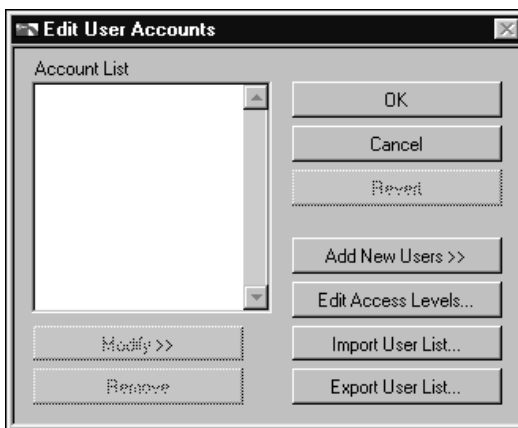 Edit User Accounts
Account List
OK
Cancel
Revert
Add New Users >>
Edit Access Levels...
Modify >>
Import User List...
Remove
Export User List...